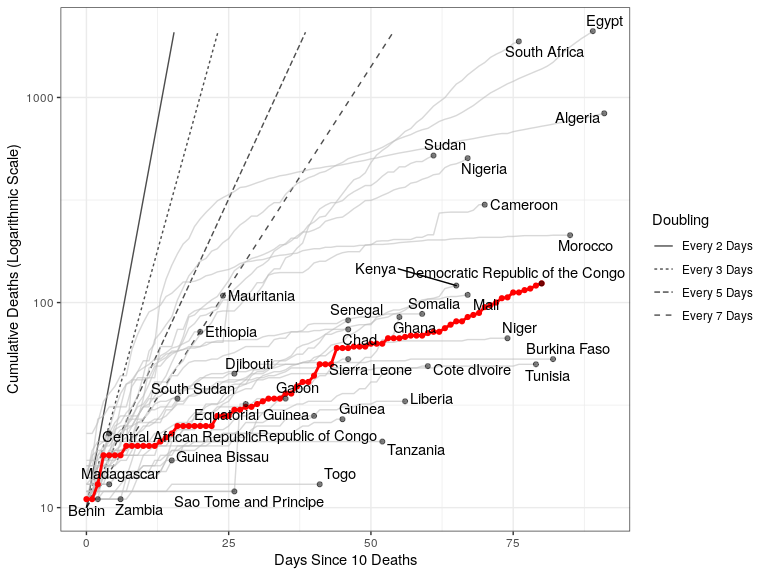 Egypt
South Africa
1000
Algeria
Sudan
Nigeria
Cameroon
Morocco
Kenya
Democratic Republic of the Congo
Mauritania
100
Senegal
Somalia
Mali
Ethiopia
Chad
Ghana
Niger
Burkina Faso
Djibouti
Sierra Leone
Cote dIvoire
Tunisia
South Sudan
Gabon
Liberia
Equatorial Guinea
Guinea
Central African Republic
Republic of Congo
Tanzania
Guinea Bissau
Madagascar
Togo
Sao Tome and Principe
10
Benin
Zambia
0
25
50
75
Days Since 10 Deaths
Cumulative Deaths (Logarithmic Scale)
Doubling
Every 2 Days
Every 3 Days
Every 5 Days
Every 7 Days